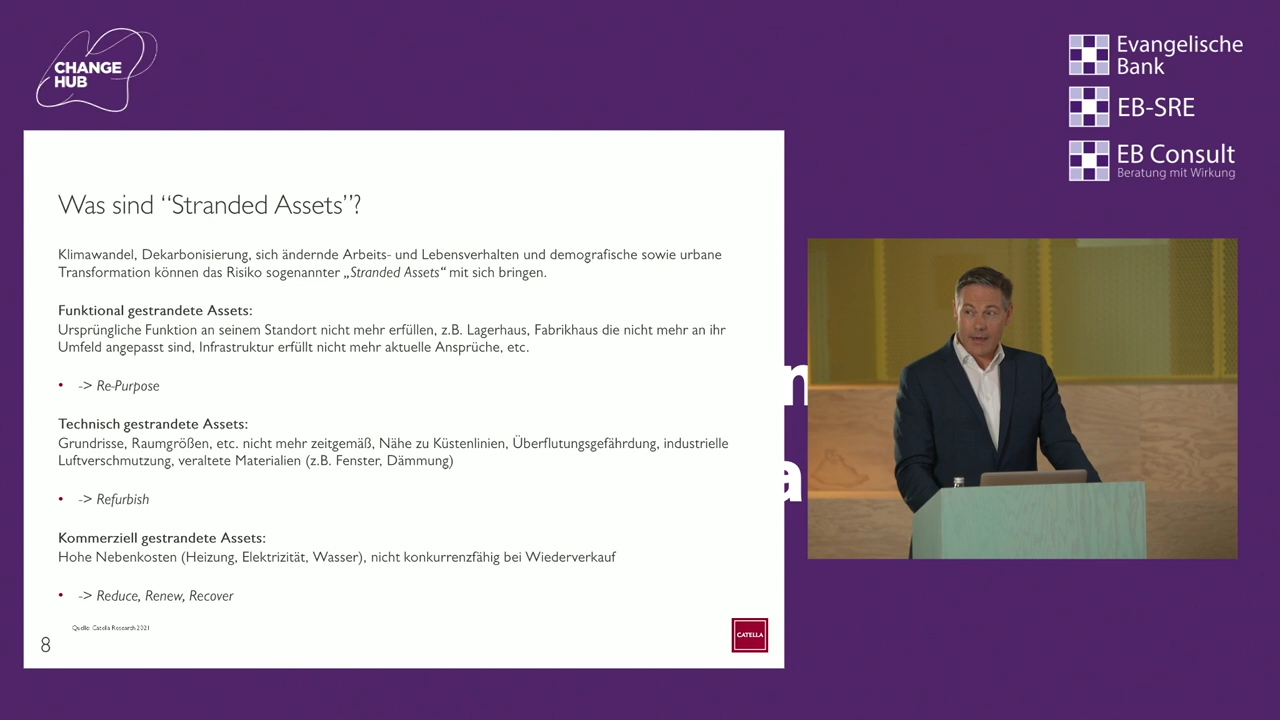 CHANGE
HUB
Evangelische
Bank
EB-SRE
EB Consult
Beratung mit Wirkung
Was sind “Stranded Assets”?
Klimawandel, Dekarbonisierung, sich ändernde Arbeits- und Lebensverhalten und demografische sowie urbane
Transformation können das Risiko sogenannter „Stranded Assets“ mit sich bringen.
Funktional gestrandete Assets:
Ursprüngliche Funktion an seinem Standort nicht mehr erfüllen, z.B. Lagerhaus, Fabrikhaus die nicht mehr an ihr
Umfeld angepasst sind, Infrastruktur erfüllt nicht mehr aktuelle Ansprüche, etc.
• -> Re-Purpose
Technisch gestrandete Assets:
Grundrisse, Raumgrößen, etc. nicht mehr zeitgemäß, Nähe zu Küstenlinien, Überflutungsgefährdung, industrielle
Luftverschmutzung, veraltete Materialien (z.B. Fenster, Dämmung)
• -> Refurbish
Kommerziell gestrandete Assets:
Hohe Nebenkosten (Heizung, Elektrizität, Wasser), nicht konkurrenzfähig bei Wiederverkauf
• -> Reduce, Renew, Recover
Quelle: Catella Research 2021
8
CATELLA